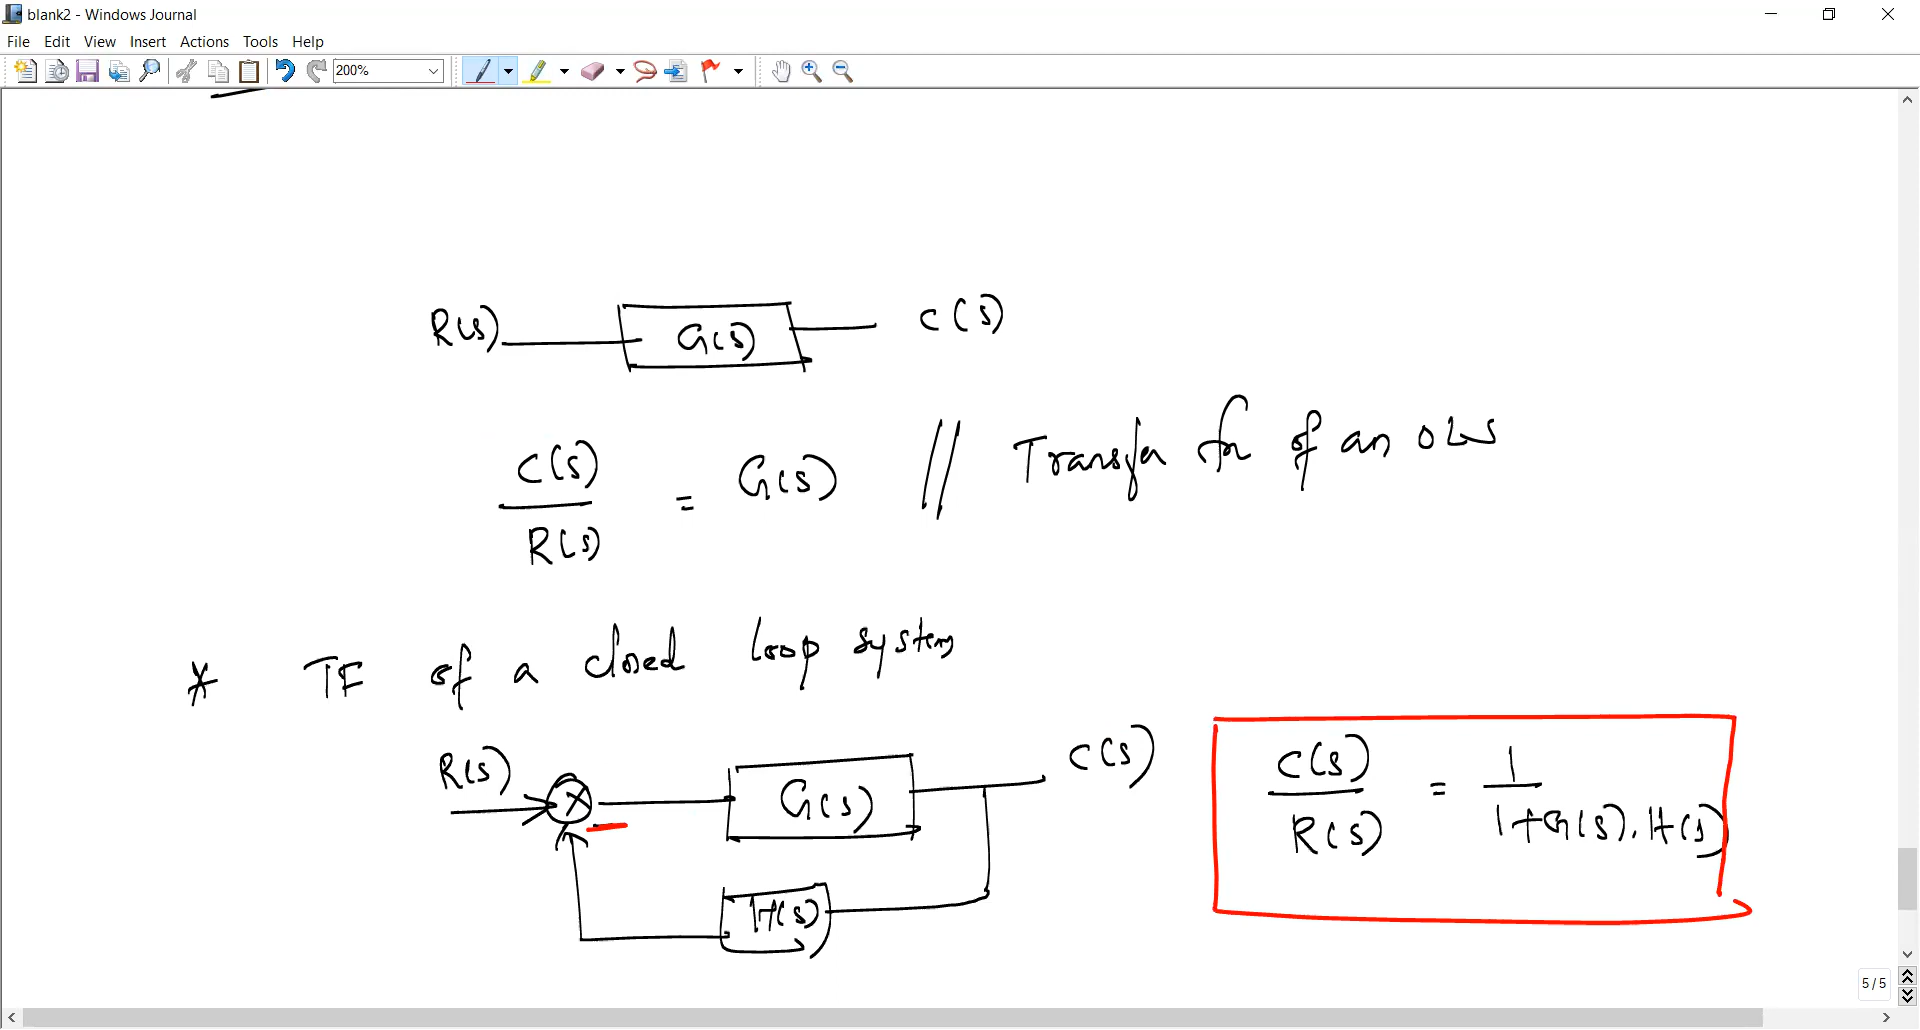 blank2 - Windows Journal
File Edit View Insert Actions Tools Help
200%
R(s) G(s) C(s)
C(s) / R(s) = G(s) // Transfer fn of an OLS
* TF of a closed loop system
R(s) X G(s) C(s)
H(s)
C(s) / R(s) = 1 / 1+G(s).H(s)
5 / 5